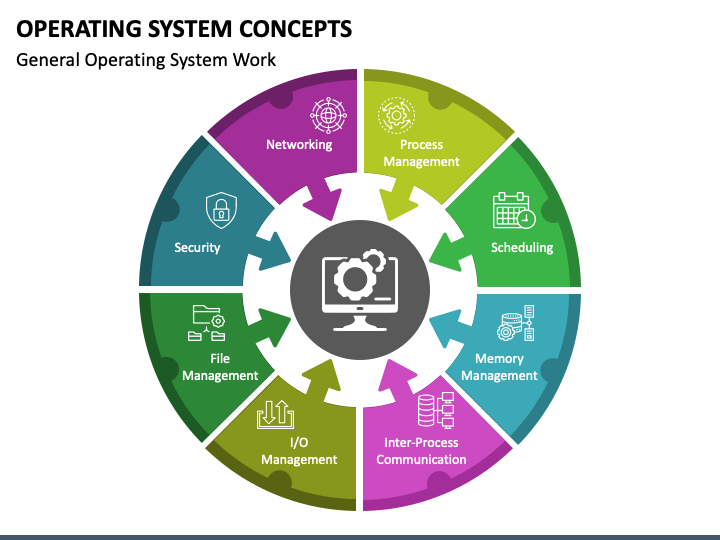 OPERATING SYSTEM CONCEPTS
General Operating System Work
Networking
Process
Management
Security
Scheduling
File
Management
Memory
Management
I/O
Management
Inter-Process
Communication